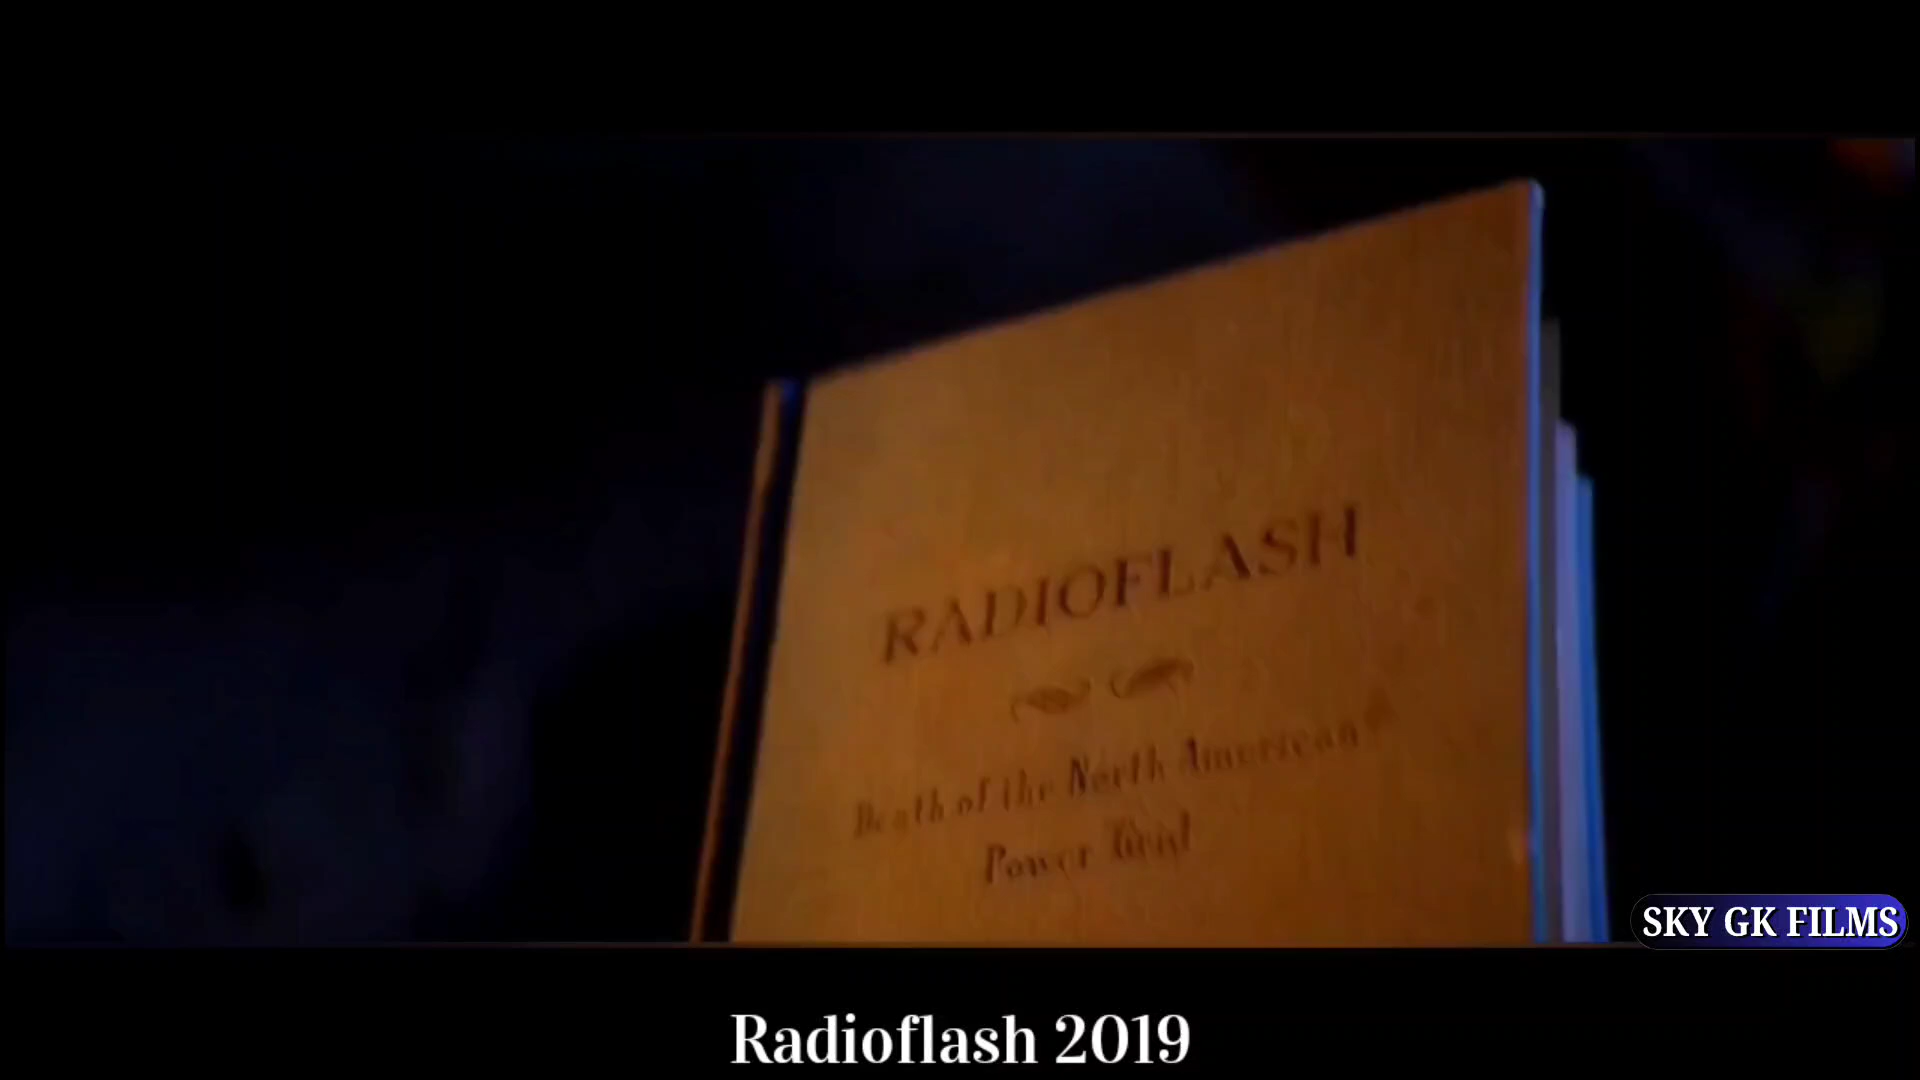 RADIOFLASH
Death of the North American
Power Grid
SKY GK FILMS
Radioflash 2019